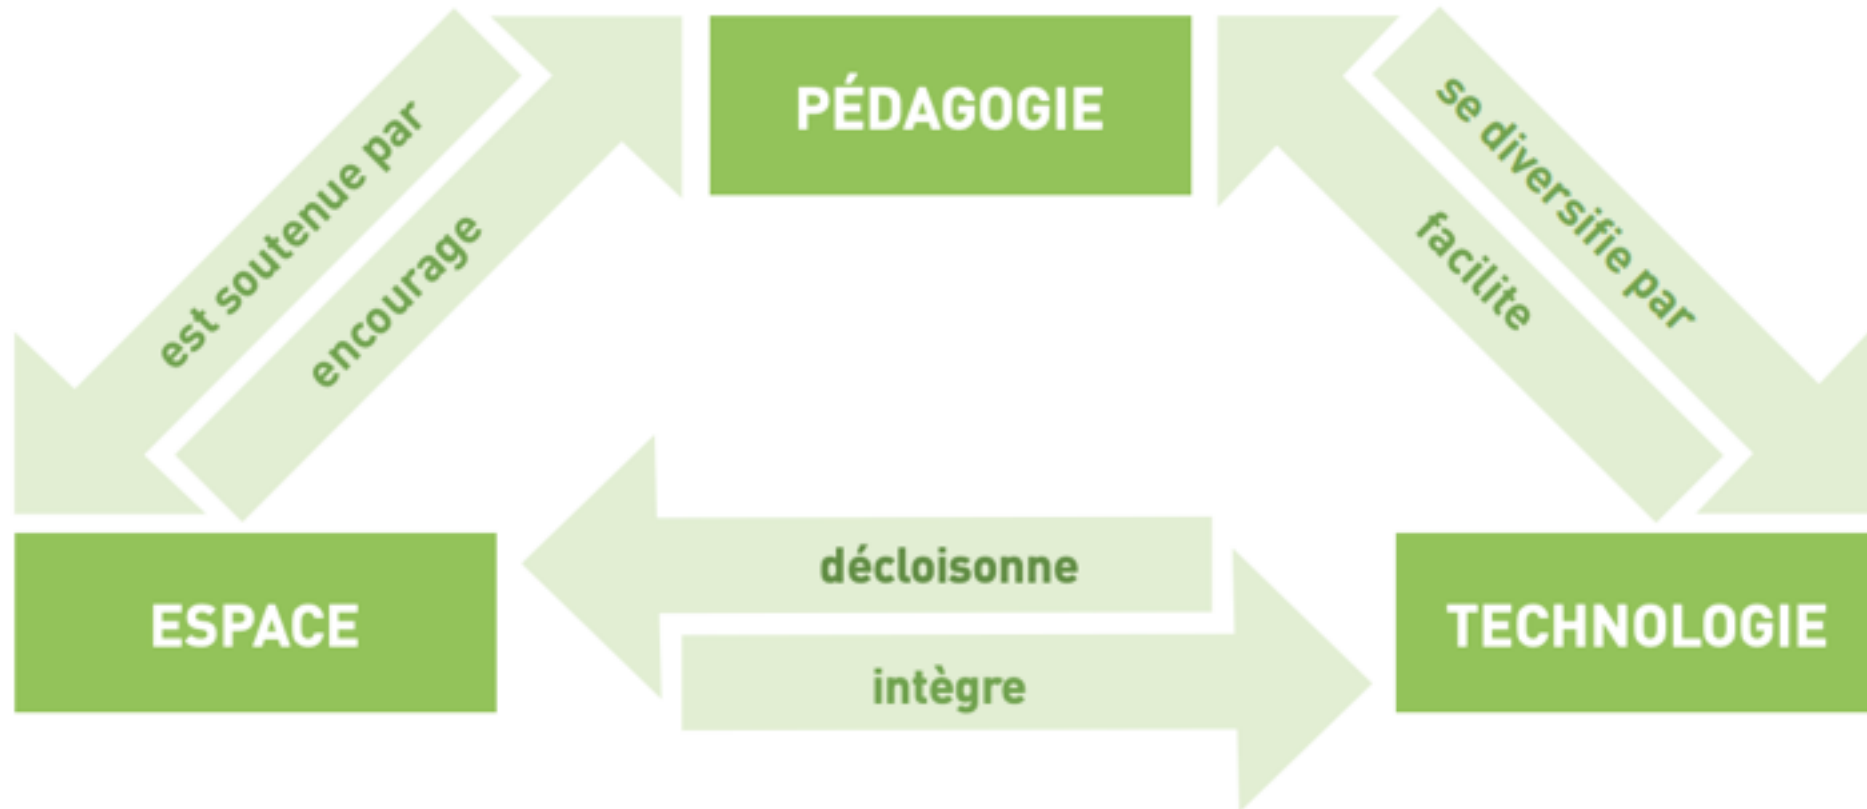 PÉDAGOGIE
est soutenue par
encourage
se diversifie par
facilite
décloisonne
intègre
ESPACE
TECHNOLOGIE